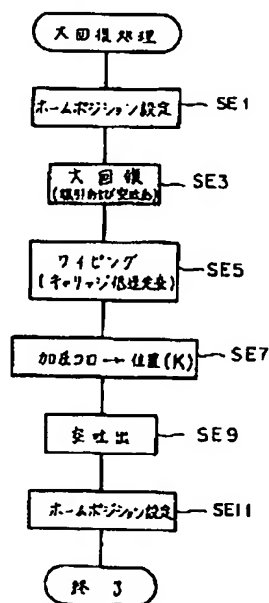 大回復処理
ホームポジション設定 SE1
大回復 SE3
(吸引および空吐出)
ワイピング SE5
(キャリッジ低速走査)
加圧コロ→位置(K) SE7
空吐出 SE9
ホームポジション設定 SE11
終了